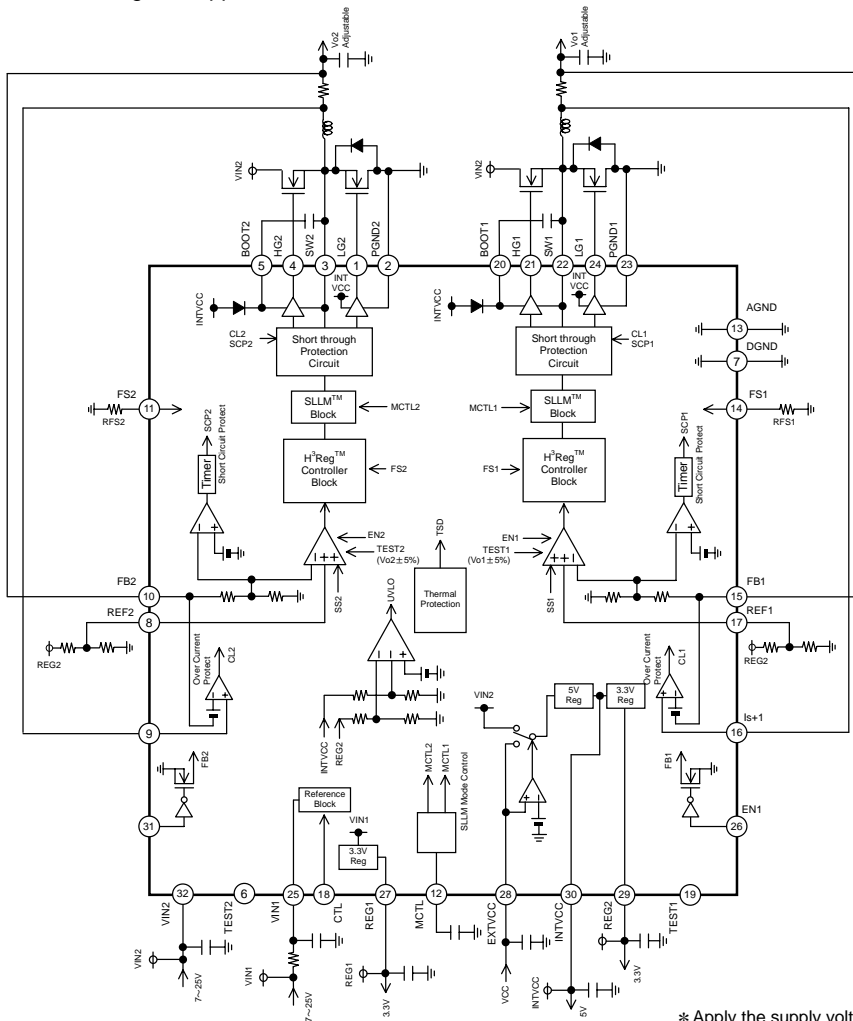 Vo2
Adjustable
Vo1
Adjustable
VIN2
VIN2
BOOT2
HG2
SW2
LG2
PGND2
BOOT1
HG1
SW1
LG1
PGND1
5
4
3
1
2
20
21
22
24
23
INTVCC
INT
VCC
INTVCC
INT
VCC
AGND
13
DGND
7
CL2
SCP2
Short through
Protection
Circuit
Short through
Protection
Circuit
CL1
SCP1
FS2
11
RFS2
SLLM™
Block
MCTL2
MCTL1
SLLM™
Block
FS1
14
RFS1
SCP2
Timer
Short Circuit Protect
H³Reg™
Controller
Block
FS2
FS1
H³Reg™
Controller
Block
SCP1
Timer
Short Circuit Protect
EN2
TEST2
(Vo2±5%)
SS2
TSD
Thermal
Protection
EN1
TEST1
(Vo1±5%)
SS1
FB2
10
REF2
8
REG2
FB1
15
REF1
17
REG2
UVLO
Over Current
Protect
CL2
INTVCC
REG2
VIN2
5V
Reg
3.3V
Reg
Over Current
Protect
CL1
9
Is+1
16
FB2
31
MCTL2
MCTL1
SLLM Mode Control
Reference
Block
VIN1
3.3V
Reg
FB1
EN1
26
32
6
25
18
27
12
28
30
29
19
VIN2
TEST2
VIN1
CTL
REG1
MCTL
EXTVCC
INTVCC
REG2
TEST1
VIN2
7~25V
VIN1
7~25V
REG1
3.3V
VCC
INTVCC
5V
REG2
3.3V